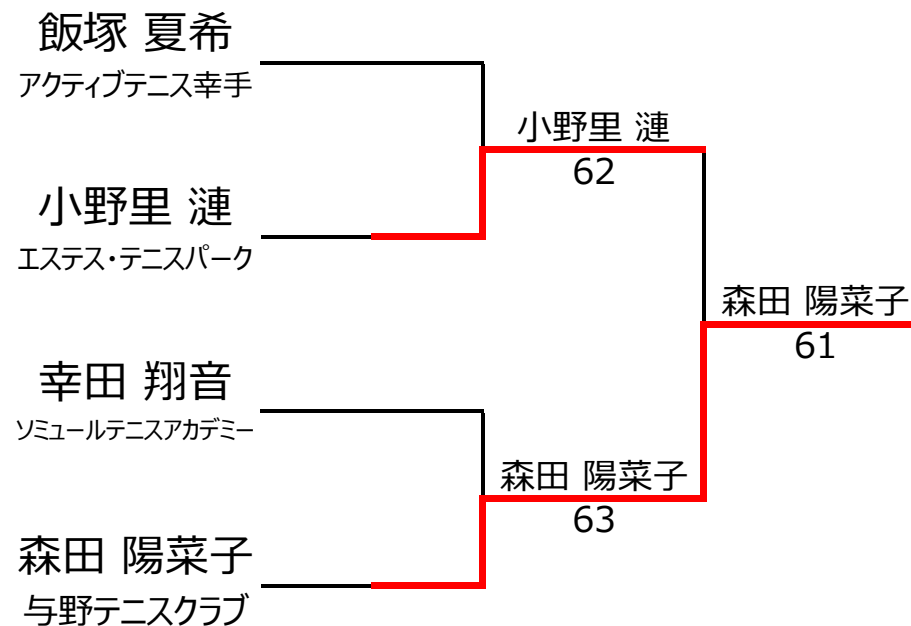 飯塚 夏希
アクティブテニス幸手
小野里 漣
エステス・テニスパーク
幸田 翔音
ソミュールテニスアカデミー
森田 陽菜子
与野テニスクラブ
小野里 漣
62
森田 陽菜子
63
森田 陽菜子
61